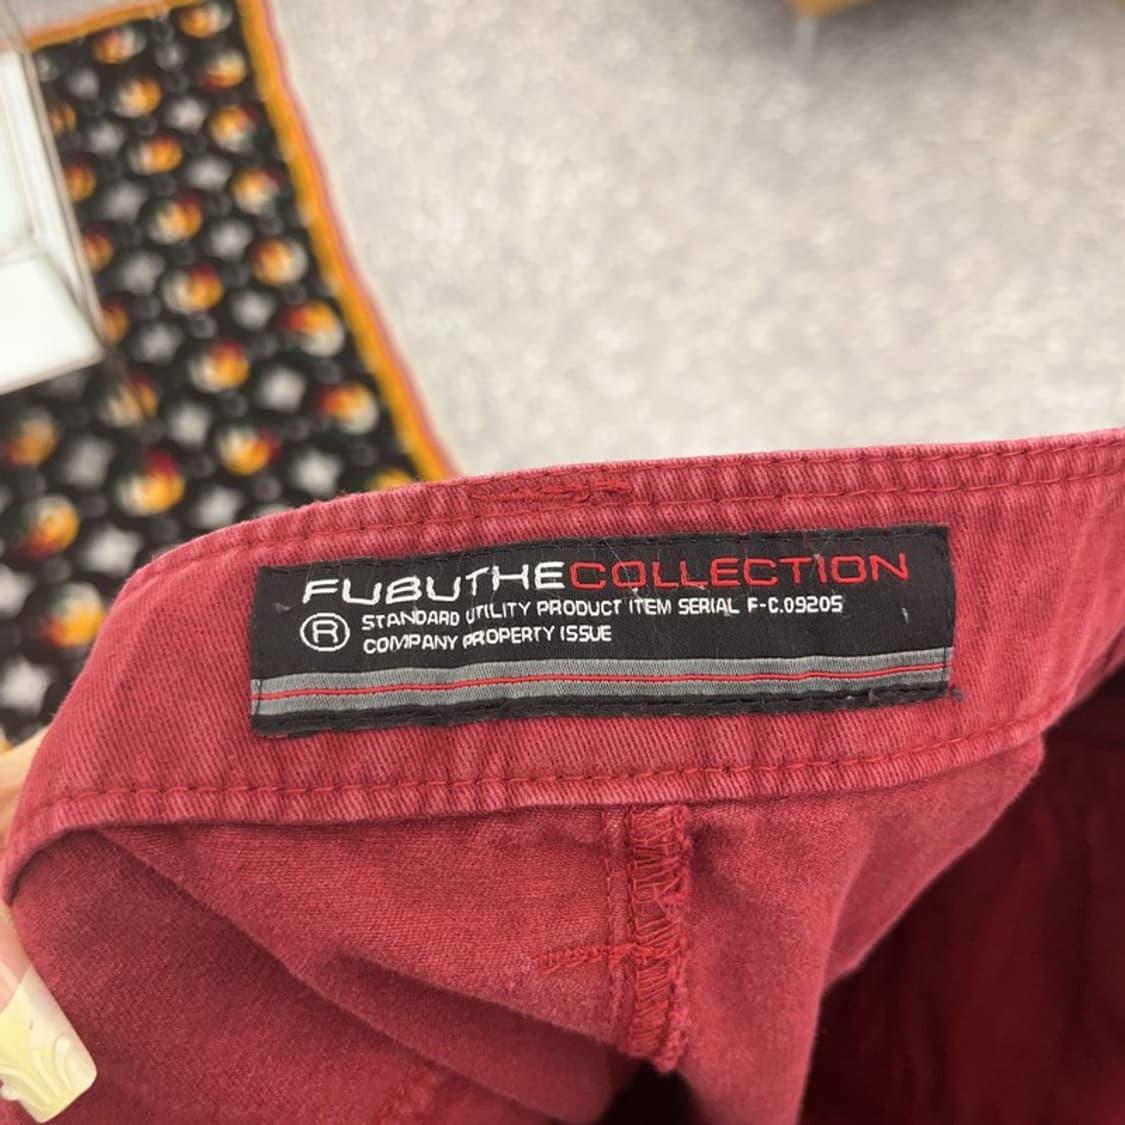 FUBUTHECOLLECTION
® STANDARD UTILITY PRODUCT ITEM SERIAL F-C.09205
COMPANY PROPERTY ISSUE